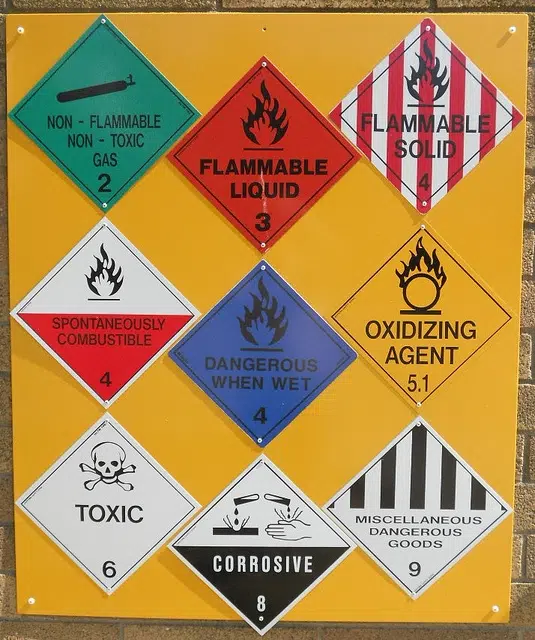 NON - FLAMMABLE
NON - TOXIC
GAS
2
FLAMMABLE
LIQUID
3
FLAMMABLE
SOLID
4
SPONTANEOUSLY
COMBUSTIBLE
4
DANGEROUS
WHEN WET
4
OXIDIZING
AGENT
5.1
TOXIC
6
CORROSIVE
8
MISCELLANEOUS
DANGEROUS
GOODS
9